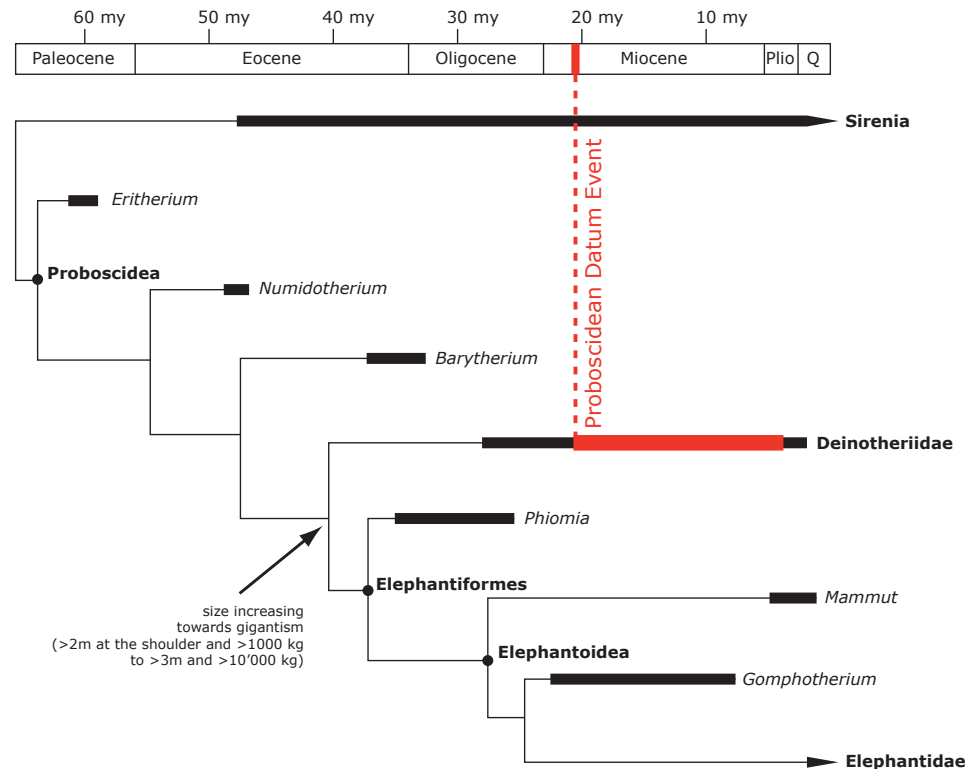 60 my 50 my 40 my 30 my 20 my 10 my
Paleocene Eocene Oligocene Miocene Plio Q
Sirenia
Proboscidean Datum Event
Eritherium
Proboscidea
Numidotherium
Barytherium
Deinotheriidae
Phiomia
Elephantiformes
size increasing
towards gigantism
(>2m at the shoulder and >1000 kg
to >3m and >10'000 kg)
Mammut
Elephantoidea
Gomphotherium
Elephantidae